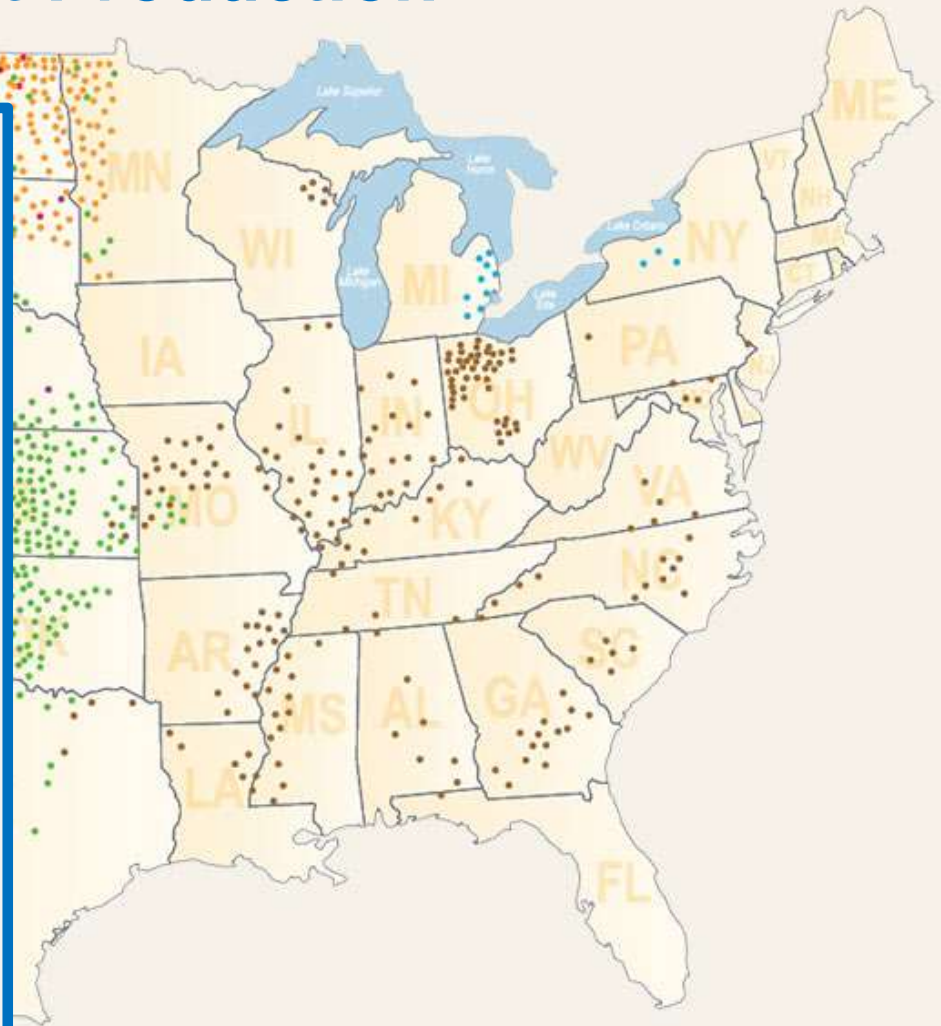 Production
ME
Lake Superior
MN
VT
Lake Huron
NH
Lake Ontario
NY
MA
WI
CT
Lake Michigan
MI
Lake Erie
IA
PA
NJ
OH
IL
IN
WV
VA
MO
KY
NC
TN
AR
SC
MS
AL
GA
LA
FL